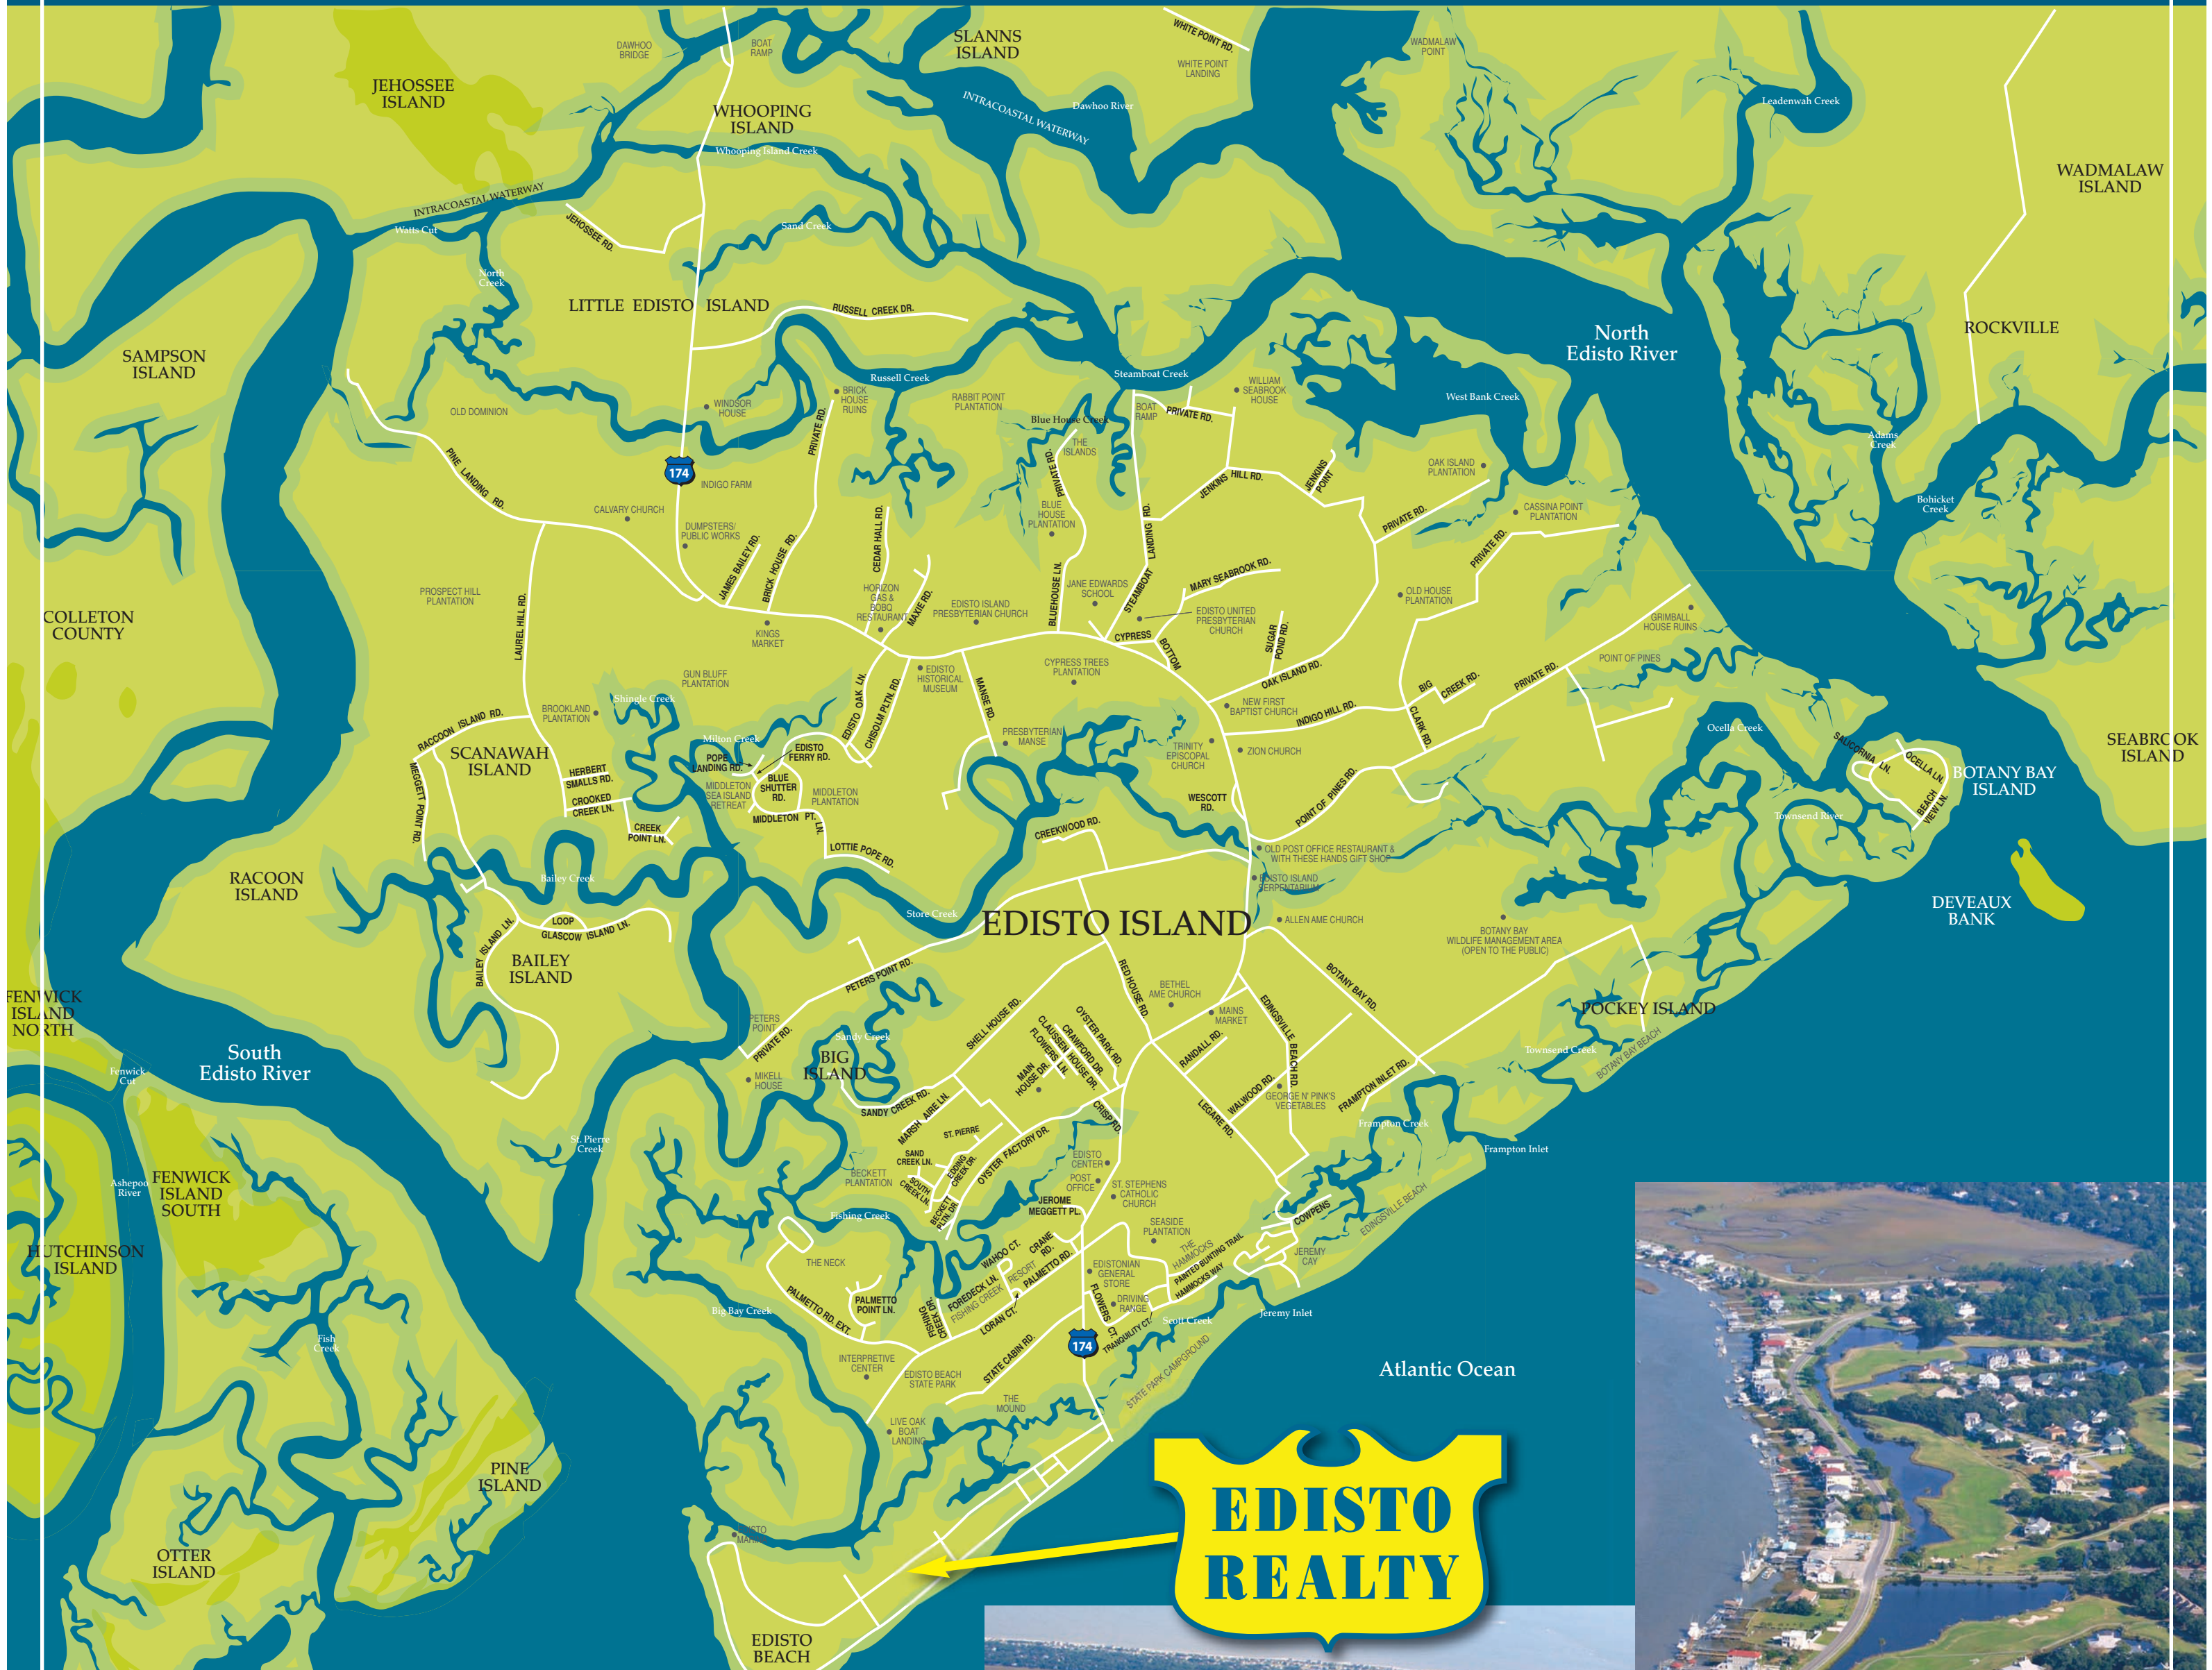 DAWHOO
BRIDGE
BOAT
RAMP
SLANNS
ISLAND
WHITE POINT RD.
WHITE POINT
LANDING
WADMALAW
POINT
JEHOSSEE
ISLAND
WHOOPING
ISLAND
INTRACOASTAL WATERWAY
Dawhoo River
Leadenwah Creek
Whooping Island Creek
WADMALAW
ISLAND
INTRACOASTAL WATERWAY
Watts Cut
JEHOSSEE RD.
Sand Creek
North
Creek
LITTLE EDISTO ISLAND
RUSSELL CREEK DR.
North
Edisto River
ROCKVILLE
SAMPSON
ISLAND
Russell Creek
Steamboat Creek
OLD DOMINION
WINDSOR
HOUSE
BRICK
HOUSE
RUINS
PRIVATE RD.
RABBIT POINT
PLANTATION
Blue House Creek
THE
ISLANDS
PRIVATE RD.
BOAT
RAMP
PRIVATE RD.
WILLIAM
SEABROOK
HOUSE
West Bank Creek
Adams
Creek
PINE LANDING RD.
174
INDIGO FARM
JENKINS HILL RD.
JENKINS
POINT
OAK ISLAND
PLANTATION
Bohicket
Creek
CALVARY CHURCH
DUMPSTERS/
PUBLIC WORKS
JAMES BAILEY RD.
BRICK HOUSE RD.
CEDAR HALL RD.
BLUE
HOUSE
PLANTATION
STEAMBOAT LANDING RD.
PRIVATE RD.
CASSINA POINT
PLANTATION
PRIVATE RD.
COLLETON
COUNTY
PROSPECT HILL
PLANTATION
LAUREL HILL RD.
KINGS
MARKET
HORIZON
GAS &
BOBQ
RESTAURANT
MAXIE RD.
EDISTO ISLAND
PRESBYTERIAN CHURCH
BLUEHOUSE LN.
JANE EDWARDS
SCHOOL
MARY SEABROOK RD.
EDISTO UNITED
PRESBYTERIAN
CHURCH
OLD HOUSE
PLANTATION
GRIMBALL
HOUSE RUINS
CYPRESS BOTTOM
SUGAR
POND RD.
OAK ISLAND RD.
GUN BLUFF
PLANTATION
EDISTO OAK LN.
CHISOLM PLTN. RD.
EDISTO
HISTORICAL
MUSEUM
MANSE RD.
CYPRESS TREES
PLANTATION
BIG CREEK RD.
PRIVATE RD.
POINT OF PINES
Shingle Creek
BROOKLAND
PLANTATION
RACCOON ISLAND RD.
SCANAWAH
ISLAND
Milton Creek
EDISTO
FERRY RD.
POPE
LANDING RD.
PRESBYTERIAN
MANSE
NEW FIRST
BAPTIST CHURCH
INDIGO HILL RD.
CLARK RD.
TRINITY
EPISCOPAL
CHURCH
ZION CHURCH
Ocella Creek
SALICORNIA LN.
OCELLA LN.
BOTANY BAY
ISLAND
SEABROOK
ISLAND
MEGGETT POINT RD.
HERBERT
SMALLS RD.
CROOKED
CREEK LN.
CREEK
POINT LN.
MIDDLETON
SEA ISLAND
RETREAT
BLUE
SHUTTER
RD.
MIDDLETON
PLANTATION
MIDDLETON PT. LN.
LOTTIE POPE RD.
CREEKWOOD RD.
WESCOTT
RD.
POINT OF PINES RD.
BEACH
VIEW LN.
Townsend River
OLD POST OFFICE RESTAURANT &
WITH THESE HANDS GIFT SHOP
EDISTO ISLAND
SERPENTARIUM
RACOON
ISLAND
Bailey Creek
Store Creek
EDISTO ISLAND
ALLEN AME CHURCH
BOTANY BAY
WILDLIFE MANAGEMENT AREA
(OPEN TO THE PUBLIC)
DEVEAUX
BANK
BAILEY ISLAND LN.
LOOP
GLASCOW ISLAND LN.
BAILEY
ISLAND
PETERS POINT RD.
RED HOUSE RD.
BETHEL
AME CHURCH
MAINS
MARKET
BOTANY BAY RD.
POCKEY ISLAND
FENWICK
ISLAND
NORTH
South
Edisto River
Fenwick
Cut
PETERS
POINT
PRIVATE RD.
MIKELL
HOUSE
Sandy Creek
BIG
ISLAND
SHELL HOUSE RD.
OYSTER PARK RD.
CRAWFORD DR.
CLAUSSEN HOUSE DR.
FLOWERS LN.
MAIN
HOUSE DR.
RANDALL RD.
EDINGSVILLE BEACH RD.
Townsend Creek
BOTANY BAY BEACH
SANDY CREEK RD.
MARSH AIRE LN.
CRISP RD.
LEGARE RD.
WALWOOD RD.
GEORGE N' PINK'S
VEGETABLES
FRAMPTON INLET RD.
Frampton Creek
Frampton Inlet
St. Pierre
Creek
ST. PIERRE
SAND
CREEK LN.
EDDING
CREEK DR.
OYSTER FACTORY DR.
SOUTH
CREEK LN.
BECKETT
PLTN. DR.
BECKETT
PLANTATION
EDISTO
CENTER
POST
OFFICE
ST. STEPHENS
CATHOLIC
CHURCH
Ashepoo
River
FENWICK
ISLAND
SOUTH
Fishing Creek
JEROME
MEGGETT PL.
SEASIDE
PLANTATION
COWPENS
EDINGSVILLE BEACH
HUTCHINSON
ISLAND
THE NECK
WAHOO CT.
CRANE
RD.
PALMETTO RD.
FOREDECK LN.
FISHING CREEK RESORT
EDISTONIAN
GENERAL
STORE
THE
HAMMOCKS
PAINTED BUNTING TRAIL
HAMMOCKS WAY
JEREMY
CAY
PALMETTO RD. EXT.
PALMETTO
POINT LN.
FISHING
CREEK DR.
LORAN CT.
FLOWERS CT.
DRIVING
RANGE
TRANQUILITY CT.
Scott Creek
Jeremy Inlet
Big Bay Creek
Fish
Creek
174
INTERPRETIVE
CENTER
EDISTO BEACH
STATE PARK
STATE CABIN RD.
STATE PARK CAMPGROUND
THE
MOUND
Atlantic Ocean
LIVE OAK
BOAT
LANDING
PINE
ISLAND
OTTER
ISLAND
EDISTO
REALTY
EDISTO
BEACH